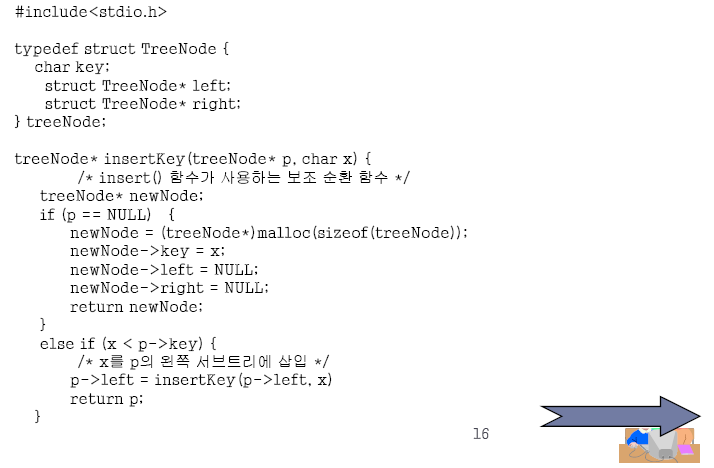 #include<stdio.h>
typedef struct TreeNode {
char key;
struct TreeNode* left;
struct TreeNode* right;
} treeNode;
treeNode* insertKey(treeNode* p, char x) {
/* insert() 함수가 사용하는 보조 순환 함수 */
treeNode* newNode;
if (p == NULL) {
newNode = (treeNode*)malloc(sizeof(treeNode));
newNode->key = x;
newNode->left = NULL;
newNode->right = NULL;
return newNode;
}
else if (x < p->key) {
/* x를 p의 왼쪽 서브트리에 삽입 */
p->left = insertKey(p->left, x)
return p;
}
16